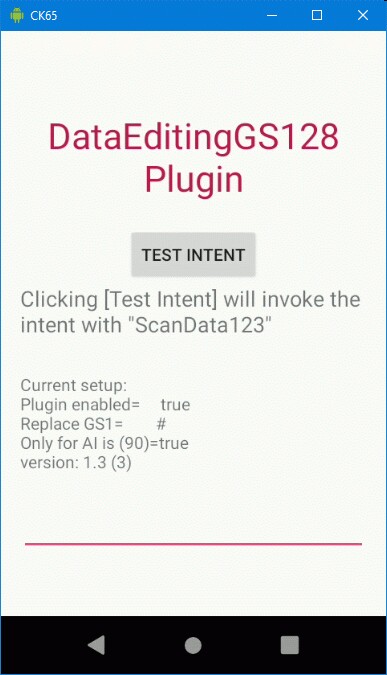 CK65
DataEditingGS128
Plugin
TEST INTENT
Clicking [Test Intent] will invoke the
intent with "ScanData123"
Current setup:
Plugin enabled= true
Replace GS1= #
Only for AI is (90)=true
version: 1.3 (3)